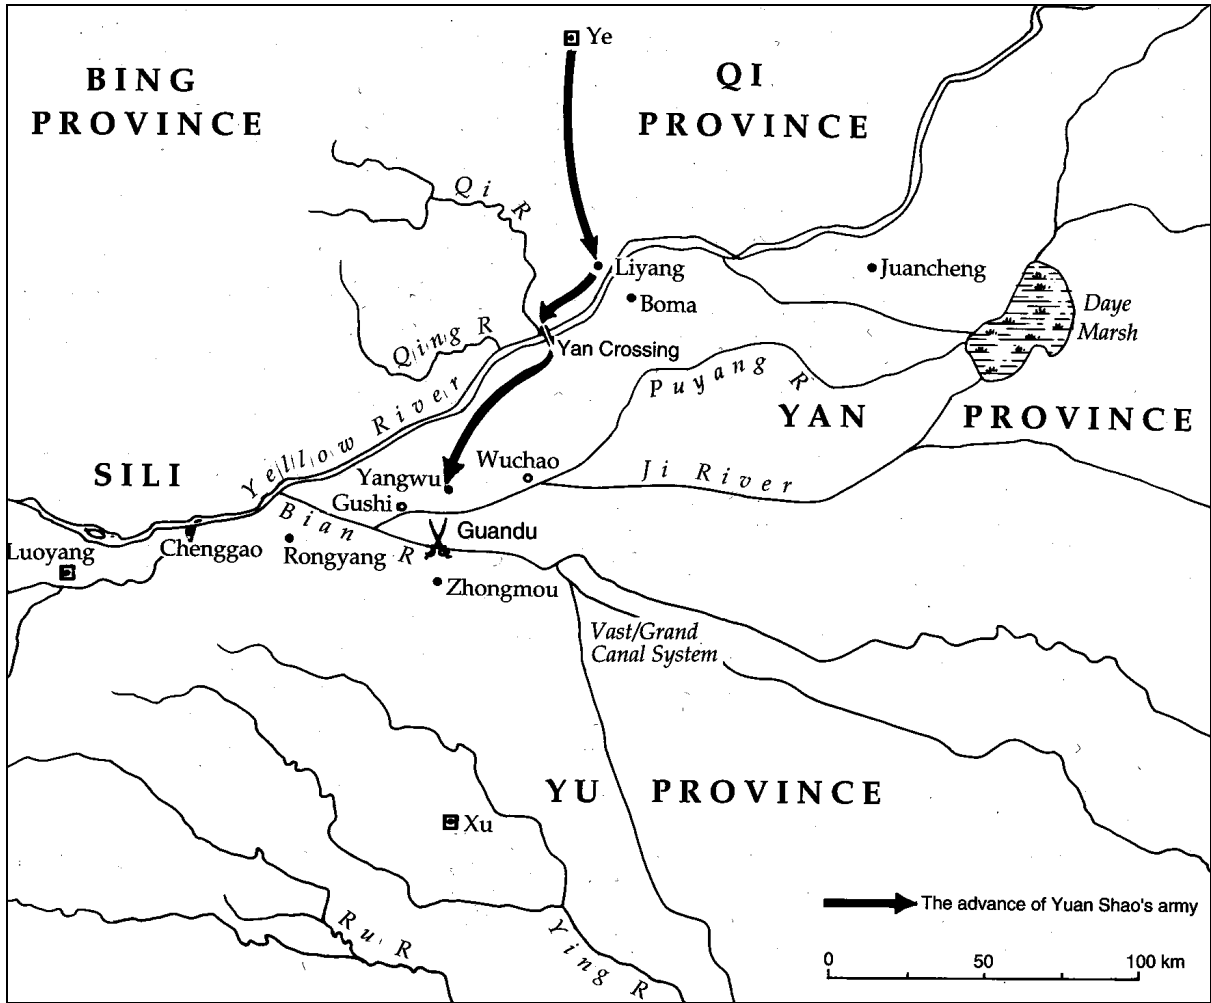 Ye
BING
PROVINCE
QI
PROVINCE
Qi R
Liyang
Juancheng
Boma
Daye
Marsh
Qing R
Yan Crossing
Puyang R
YAN PROVINCE
Yellow River
SILI
Wuchao
Yangwu
Ji River
Gushi
Bian R
Guandu
Chenggao
Rongyang
Luoyang
Zhongmou
Vast/Grand
Canal System
YU PROVINCE
Xu
Ru R
Ying R
The advance of Yuan Shao's army
0 50 100 km